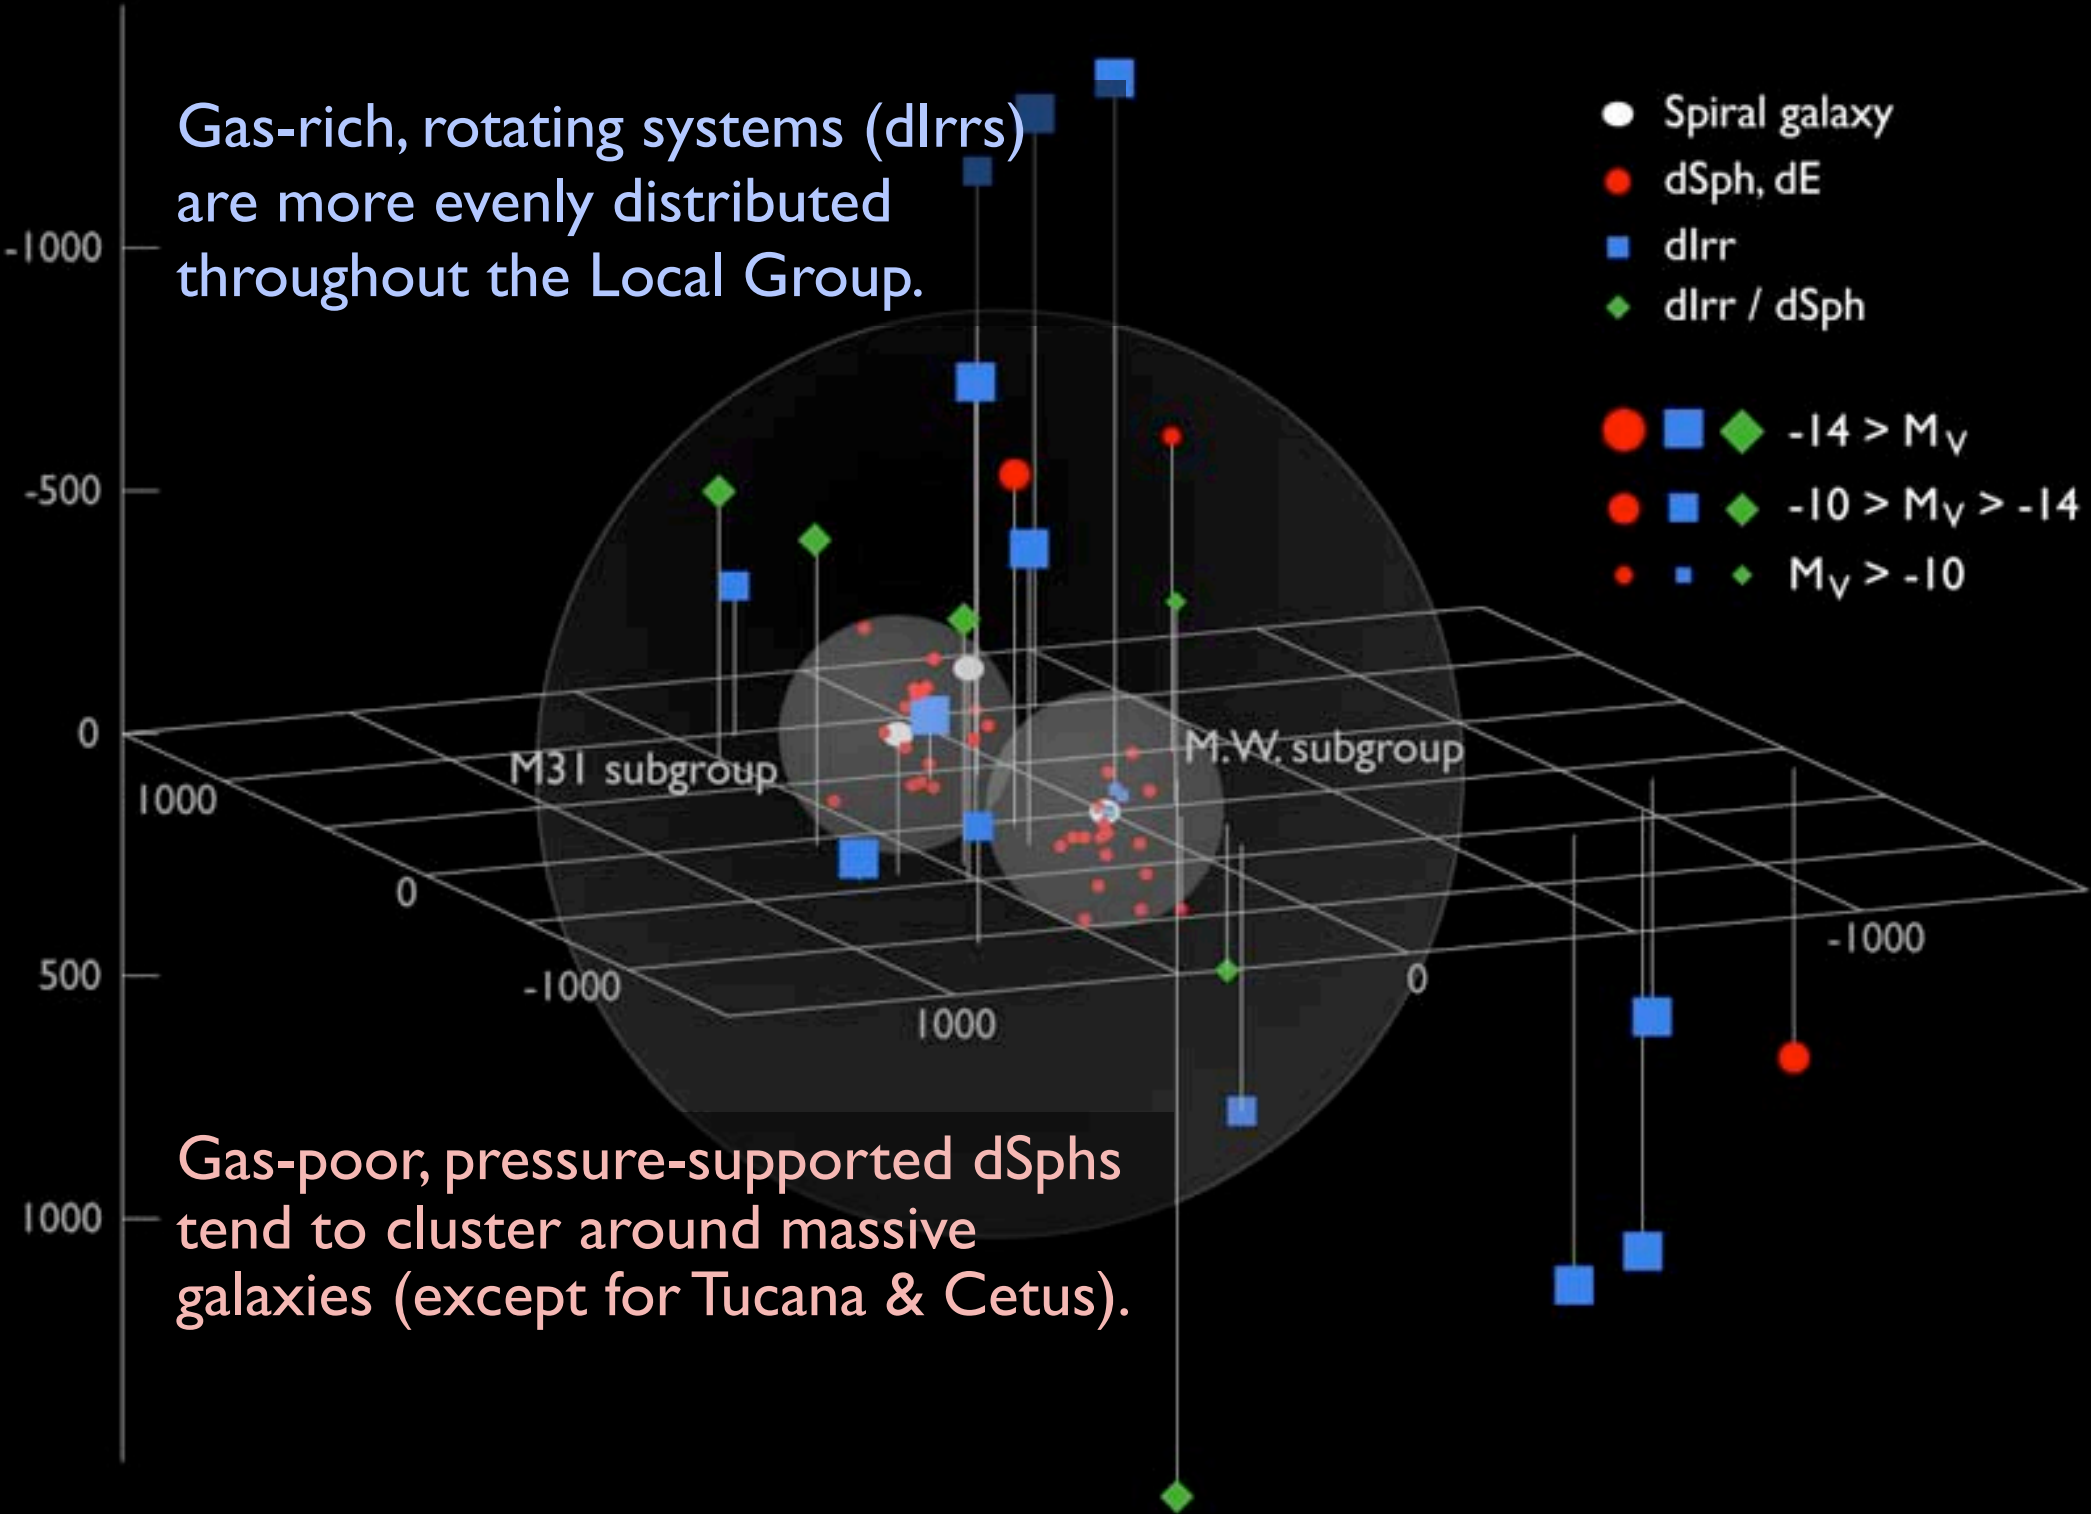 Gas-rich, rotating systems (dIrrs)
are more evenly distributed
throughout the Local Group.
Spiral galaxy
dSph, dE
dIrr
dIrr / dSph
-14 > MV
-10 > MV > -14
MV > -10
-1000
-500
0
500
1000
M31 subgroup
M.W. subgroup
1000
0
-1000
1000
0
-1000
Gas-poor, pressure-supported dSphs
tend to cluster around massive
galaxies (except for Tucana & Cetus).